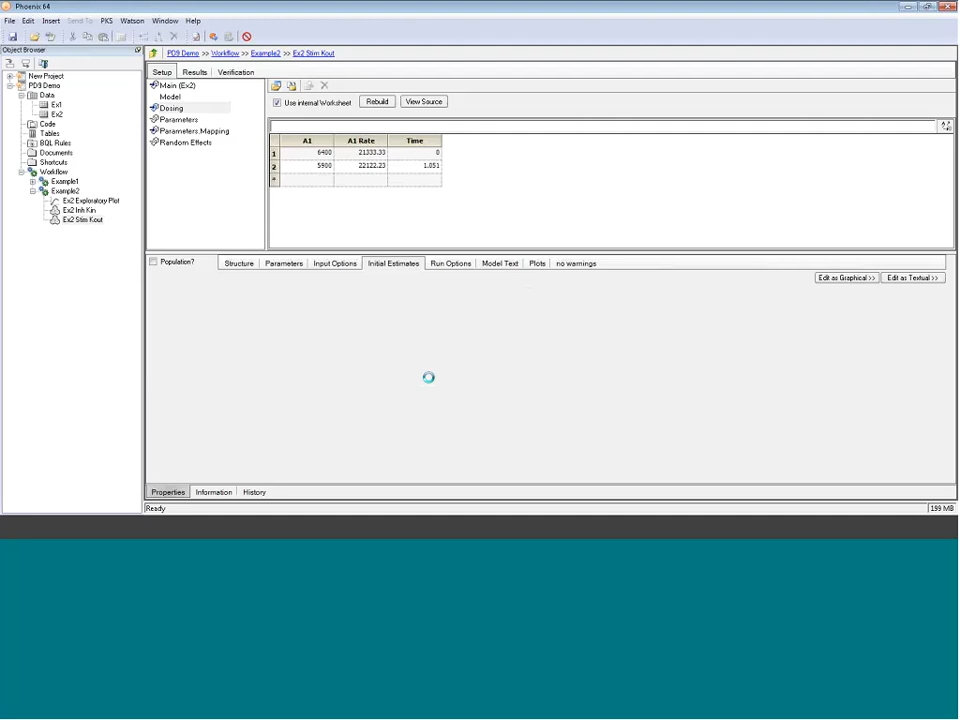 Phoenix 64
File Edit Insert Send To PKS Watson Window Help
Object Browser
PD9 Demo >> Workflow >> Example2 >> Ex2 Stim Kout
New Project
PD9 Demo
Data
Ex1
Ex2
Code
Tables
BQL Rules
Documents
Shortcuts
Workflow
Example1
Example2
Ex2 Exploratory Plot
Ex2 Inh Kin
Ex2 Stim Kout
Setup Results Verification
Main (Ex2)
Model
Dosing
Parameters
Parameters.Mapping
Random Effects
Use internal Worksheet Rebuild View Source
A1 A1 Rate Time
1 6400 21333.33 0
2 5900 22122.23 1.051
*
Population? Structure Parameters Input Options Initial Estimates Run Options Model Text Plots no warnings
Edit as Graphical >> Edit as Textual >>
Properties Information History
Ready 199 MB